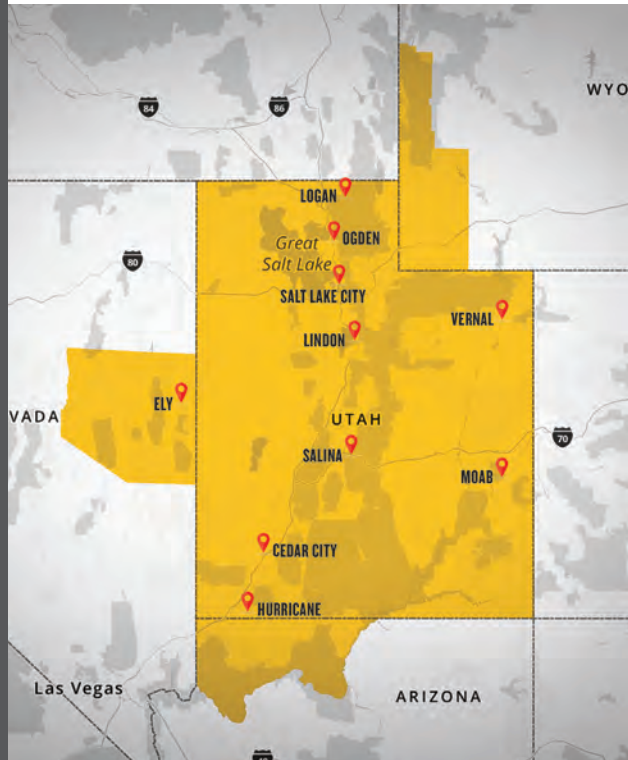 84
86
WYO
LOGAN
OGDEN
Great
Salt Lake
80
SALT LAKE CITY
VERNAL
LINDON
ELY
VADA
UTAH
70
SALINA
MOAB
CEDAR CITY
HURRICANE
Las Vegas
ARIZONA